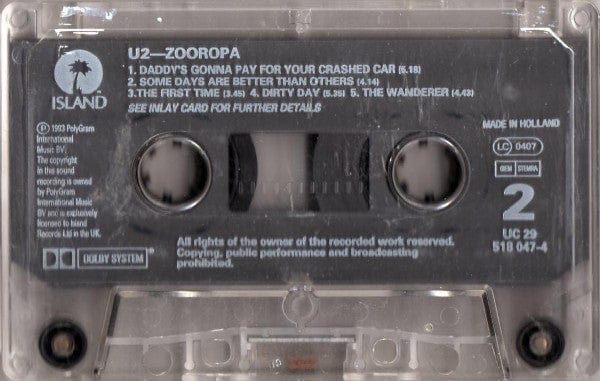 U2—ZOOROPA
1. DADDY'S GONNA PAY FOR YOUR CRASHED CAR (5.18)
2. SOME DAYS ARE BETTER THAN OTHERS (4.14)
3.THE FIRST TIME (3.45) 4. DIRTY DAY (5.35) 5. THE WANDERER (4.43)
SEE INLAY CARD FOR FURTHER DETAILS
ISLAND
℗ 1993 PolyGram
International
Music BV.
The copyright
in this sound
recording is owned
by PolyGram
International Music
BV and is exclusively
licensed to Island
Records Ltd in the UK.
DOLBY SYSTEM
MADE IN HOLLAND
LC 0407
BIEM STEMRA
2
UC 29
518 047-4
All rights of the owner of the recorded work reserved.
Copying, public performance and broadcasting
prohibited.